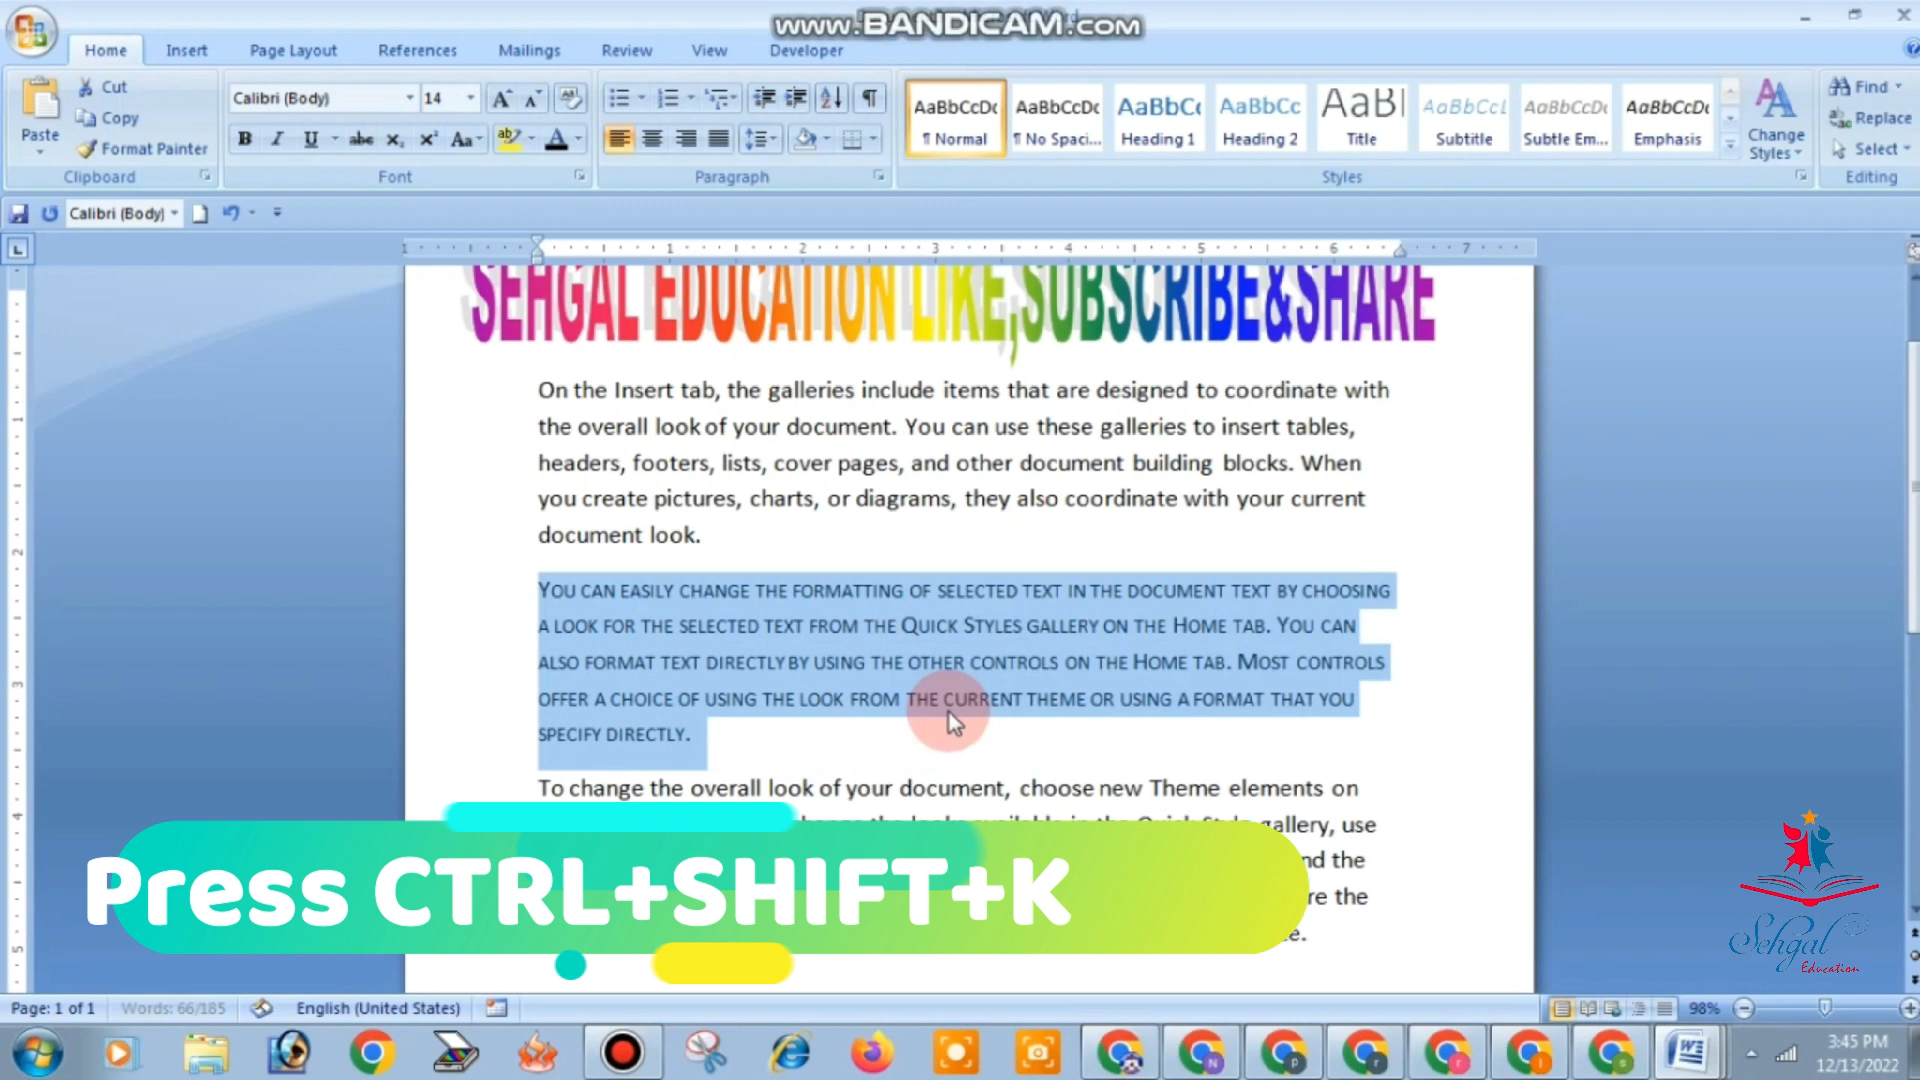 www.BANDICAM.com
Home Insert Page Layout References Mailings Review View Developer
Paste
Cut
Copy
Format Painter
Clipboard
Calibri (Body) 14
Font
Paragraph
AaBbCcDc AaBbCcDc AaBbCc AaBbCc AaBl AaBbCcL AaBbCcDc AaBbCcDc
¶ Normal ¶ No Spaci... Heading 1 Heading 2 Title Subtitle Subtle Em... Emphasis
Change Styles
Styles
Find
Replace
Select
Editing
Calibri (Body)
1 1 2 3 4 5 6 7
SEHGAL EDUCATION LIKE,SUBSCRIBE&SHARE
On the Insert tab, the galleries include items that are designed to coordinate with
the overall look of your document. You can use these galleries to insert tables,
headers, footers, lists, cover pages, and other document building blocks. When
you create pictures, charts, or diagrams, they also coordinate with your current
document look.
YOU CAN EASILY CHANGE THE FORMATTING OF SELECTED TEXT IN THE DOCUMENT TEXT BY CHOOSING
A LOOK FOR THE SELECTED TEXT FROM THE QUICK STYLES GALLERY ON THE HOME TAB. YOU CAN
ALSO FORMAT TEXT DIRECTLY BY USING THE OTHER CONTROLS ON THE HOME TAB. MOST CONTROLS
OFFER A CHOICE OF USING THE LOOK FROM THE CURRENT THEME OR USING A FORMAT THAT YOU
SPECIFY DIRECTLY.
To change the overall look of your document, choose new Theme elements on
gallery, use
the
the
Press CTRL+SHIFT+K
Sehgal
Education
Page: 1 of 1 Words: 66/185 English (United States) 98%
3:45 PM
12/13/2022